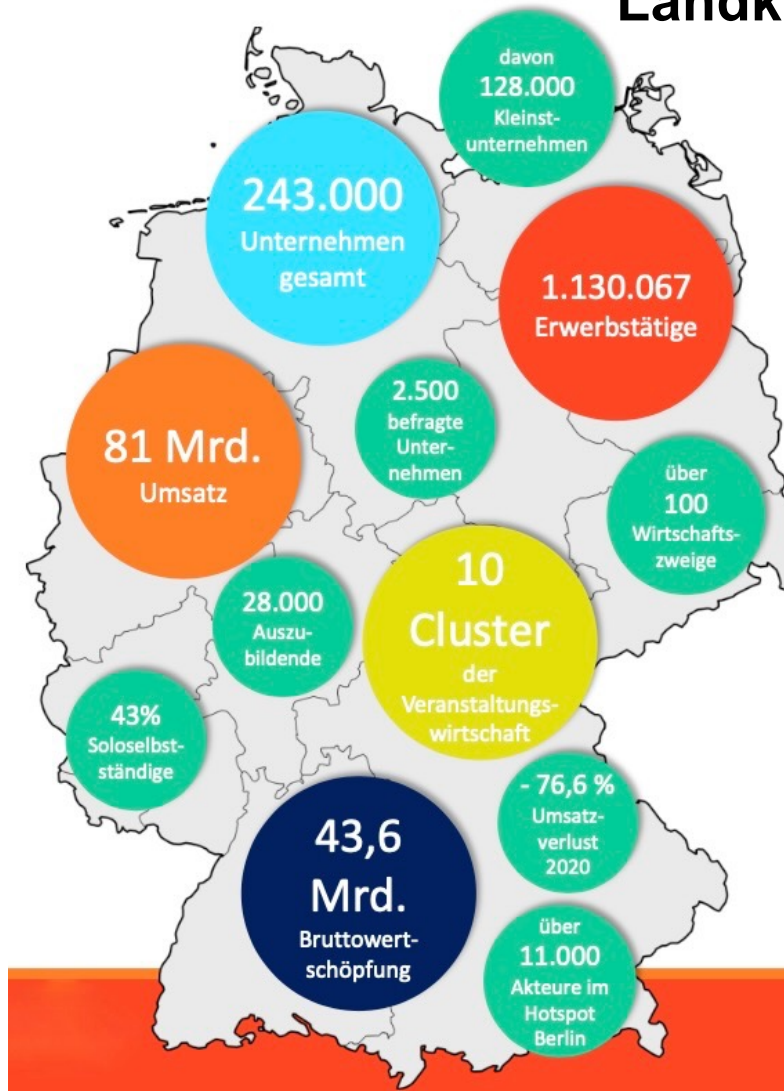 davon
128.000
Kleinst-
unternehmen
243.000
Unternehmen
gesamt
1.130.067
Erwerbstätige
2.500
befragte
Unter-
nehmen
81 Mrd.
Umsatz
über
100
Wirtschafts-
zweige
10
Cluster
der
Veranstaltungs-
wirtschaft
28.000
Auszu-
bildende
43%
Soloselbst-
ständige
- 76,6 %
Umsatz-
verlust
2020
43,6
Mrd.
Bruttowert-
schöpfung
über
11.000
Akteure im
Hotspot
Berlin